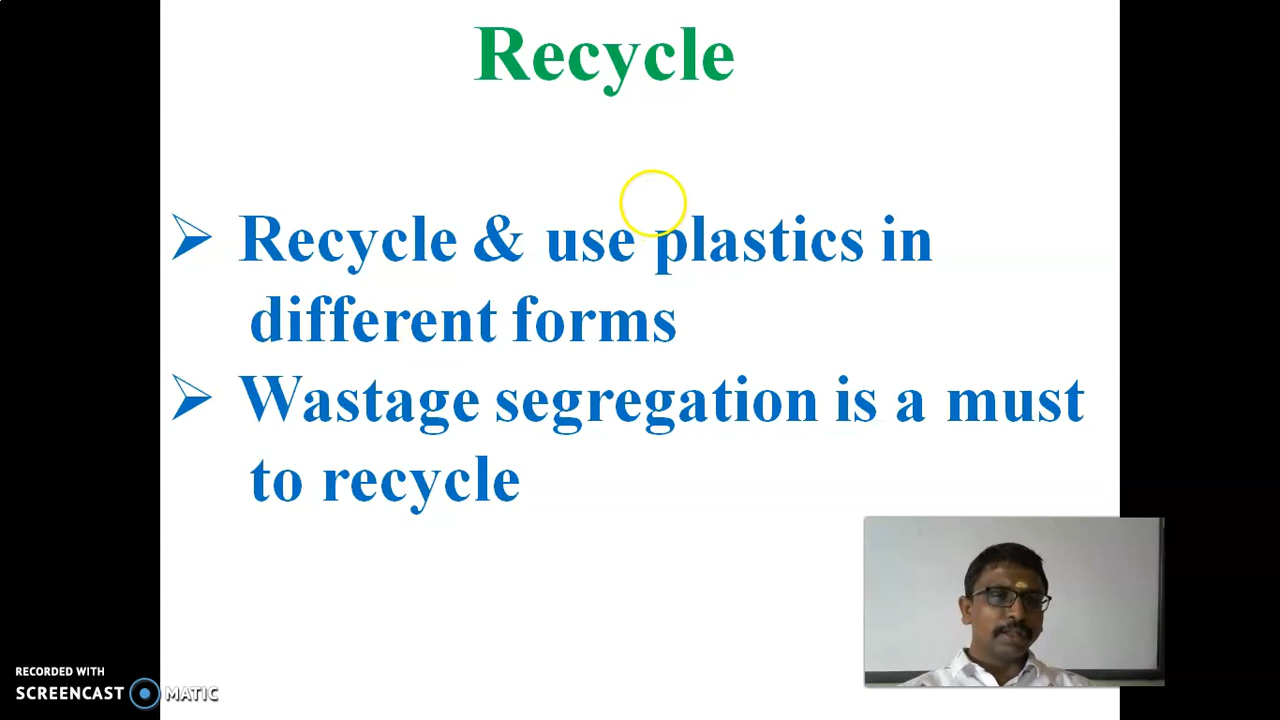 Recycle
Recycle & use plastics in
different forms
Wastage segregation is a must
to recycle
RECORDED WITH
SCREENCAST MATIC